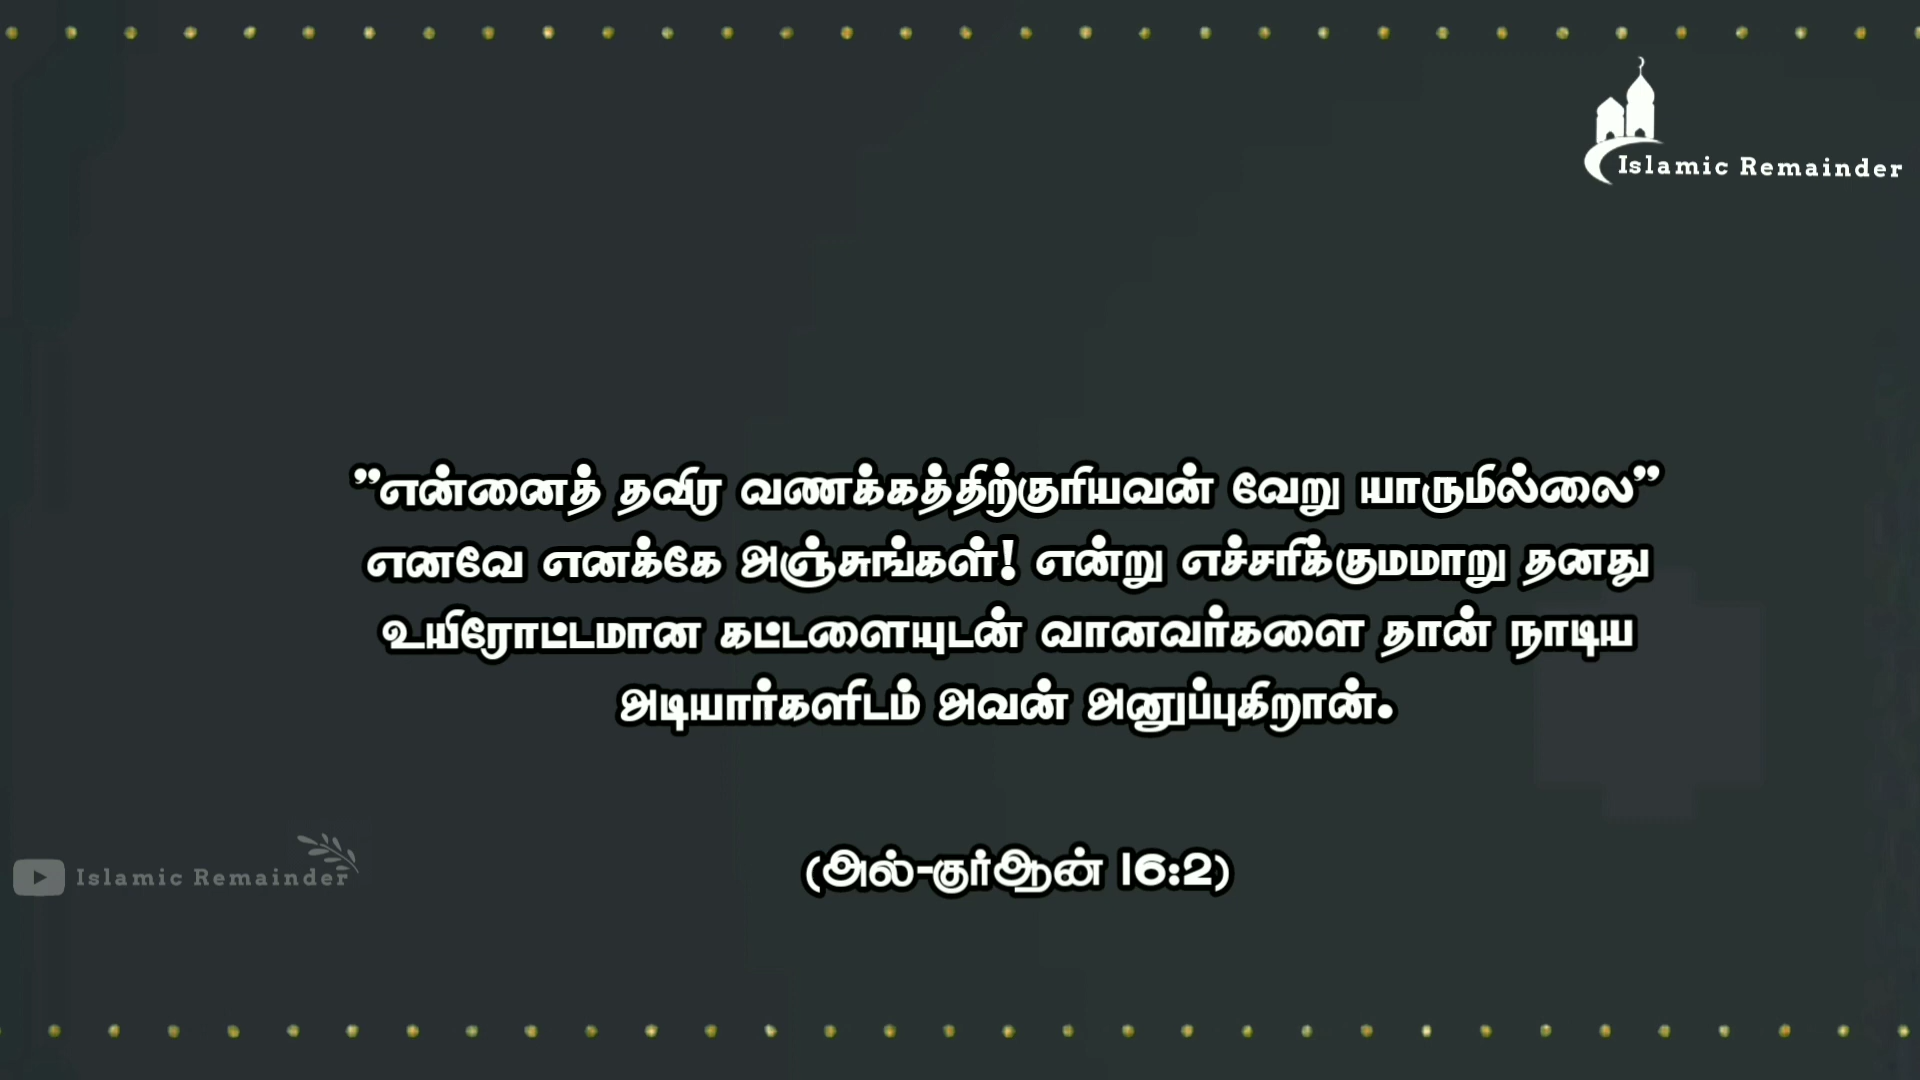 Islamic Remainder
”என்னைத் தவிர வணக்கத்திற்குரியவன் வேறு யாருமில்லை”
எனவே எனக்கே அஞ்சுங்கள்! என்று எச்சரிக்குமமாறு தனது
உயிரோட்டமான கட்டளையுடன் வானவர்களை தான் நாடிய
அடியார்களிடம் அவன் அனுப்புகிறான்.
(அல்-குர்ஆன் 16:2)
Islamic Remainder